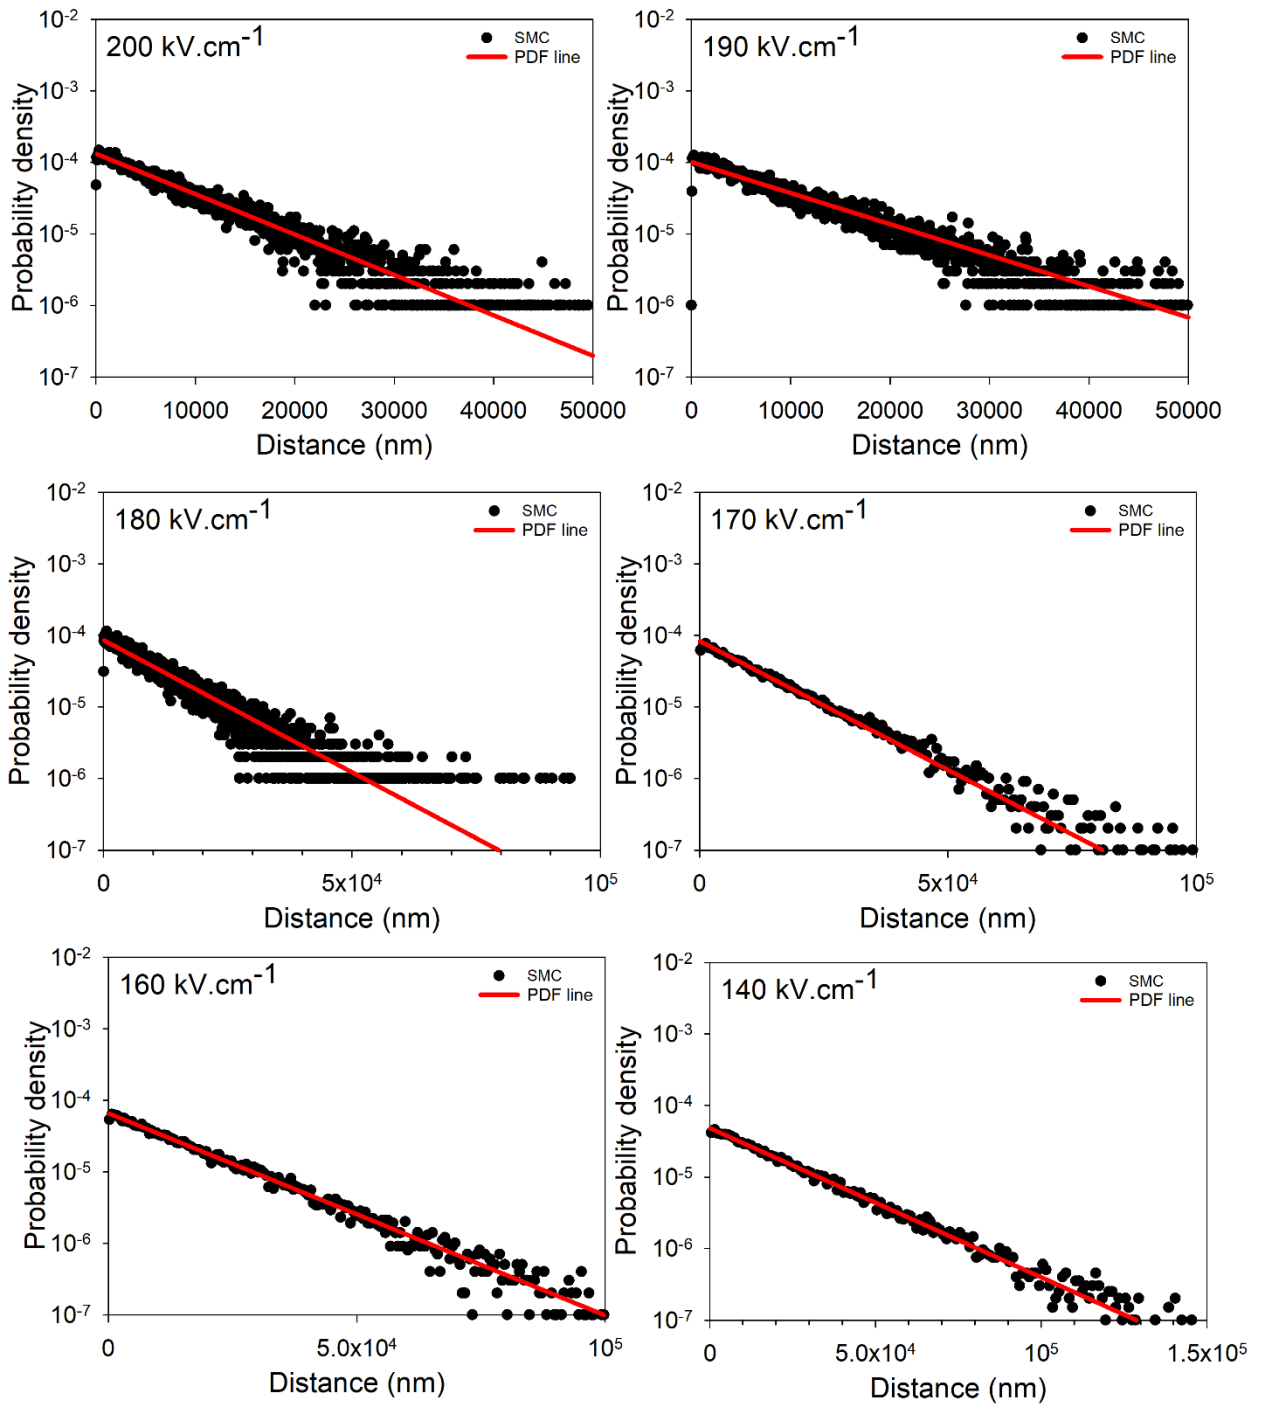 200 kV.cm⁻¹
SMC
PDF line
10⁻²
10⁻³
10⁻⁴
10⁻⁵
10⁻⁶
10⁻⁷
Probability density
0 10000 20000 30000 40000 50000
Distance (nm)
190 kV.cm⁻¹
SMC
PDF line
10⁻²
10⁻³
10⁻⁴
10⁻⁵
10⁻⁶
10⁻⁷
Probability density
0 10000 20000 30000 40000 50000
Distance (nm)
180 kV.cm⁻¹
SMC
PDF line
10⁻²
10⁻³
10⁻⁴
10⁻⁵
10⁻⁶
10⁻⁷
Probability density
0 5x10⁴ 10⁵
Distance (nm)
170 kV.cm⁻¹
SMC
PDF line
10⁻²
10⁻³
10⁻⁴
10⁻⁵
10⁻⁶
10⁻⁷
Probability density
0 5x10⁴ 10⁵
Distance (nm)
160 kV.cm⁻¹
SMC
PDF line
10⁻²
10⁻³
10⁻⁴
10⁻⁵
10⁻⁶
10⁻⁷
Probability density
0 5.0x10⁴ 10⁵
Distance (nm)
140 kV.cm⁻¹
SMC
PDF line
10⁻²
10⁻³
10⁻⁴
10⁻⁵
10⁻⁶
10⁻⁷
Probability density
0 5.0x10⁴ 10⁵ 1.5x10⁵
Distance (nm)